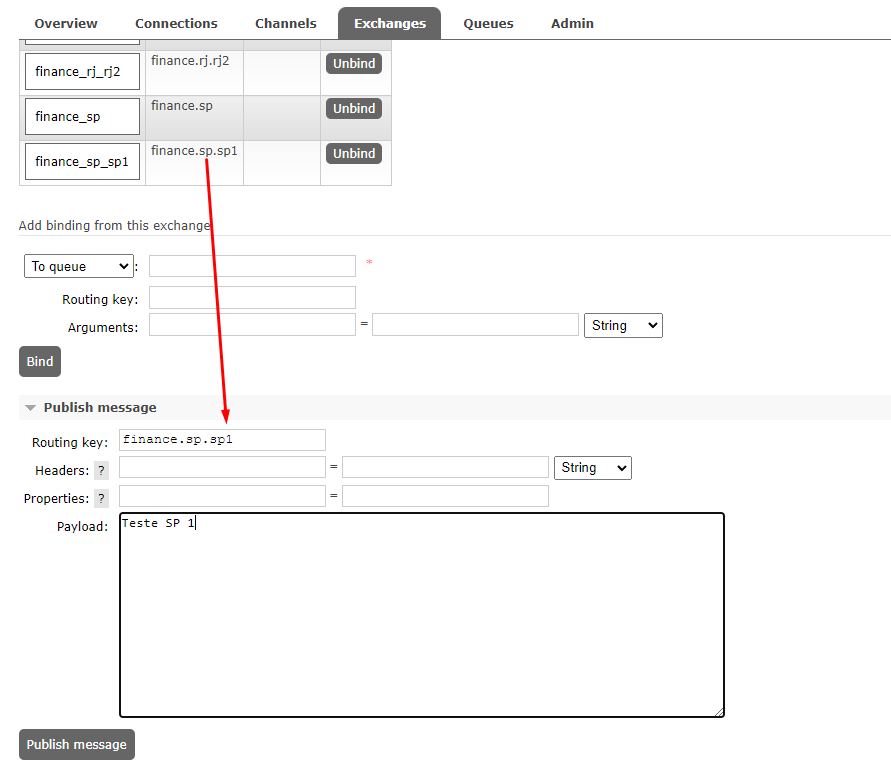 Overview Connections Channels Exchanges Queues Admin
finance_rj_rj2 finance.rj.rj2 Unbind
finance_sp finance.sp Unbind
finance_sp_sp1 finance.sp.sp1 Unbind
Add binding from this exchange
To queue : *
Routing key:
Arguments: = String
Bind
Publish message
Routing key: finance.sp.sp1
Headers: ? = String
Properties: ? =
Payload: Teste SP 1
Publish message